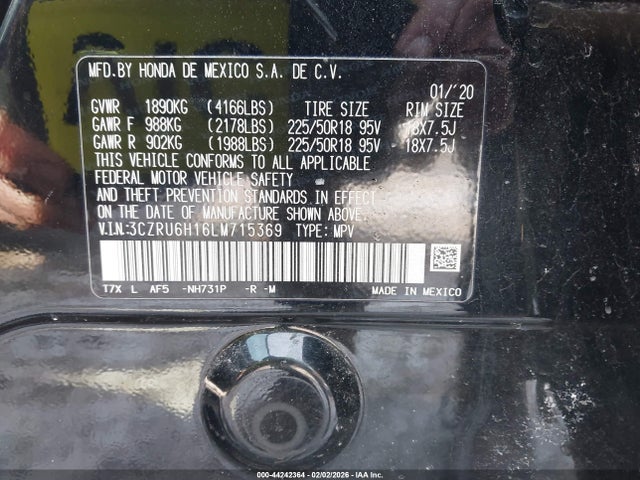 MFD.BY HONDA DE MEXICO S.A. DE C.V.
01/'20
GVWR 1890KG (4166LBS) TIRE SIZE RIM SIZE
GAWR F 988KG (2178LBS) 225/50R18 95V 18X7.5J
GAWR R 902KG (1988LBS) 225/50R18 95V 18X7.5J
THIS VEHICLE CONFORMS TO ALL APPLICABLE
FEDERAL MOTOR VEHICLE SAFETY
AND THEFT PREVENTION STANDARDS IN EFFECT
ON THE DATE OF MANUFACTURE SHOWN ABOVE.
V.I.N.:3CZRU6H16LM715369 TYPE: MPV
T7X L AF5 -NH731P -R -M MADE IN MEXICO
000-44242364 - 02/02/2026 - IAA Inc.